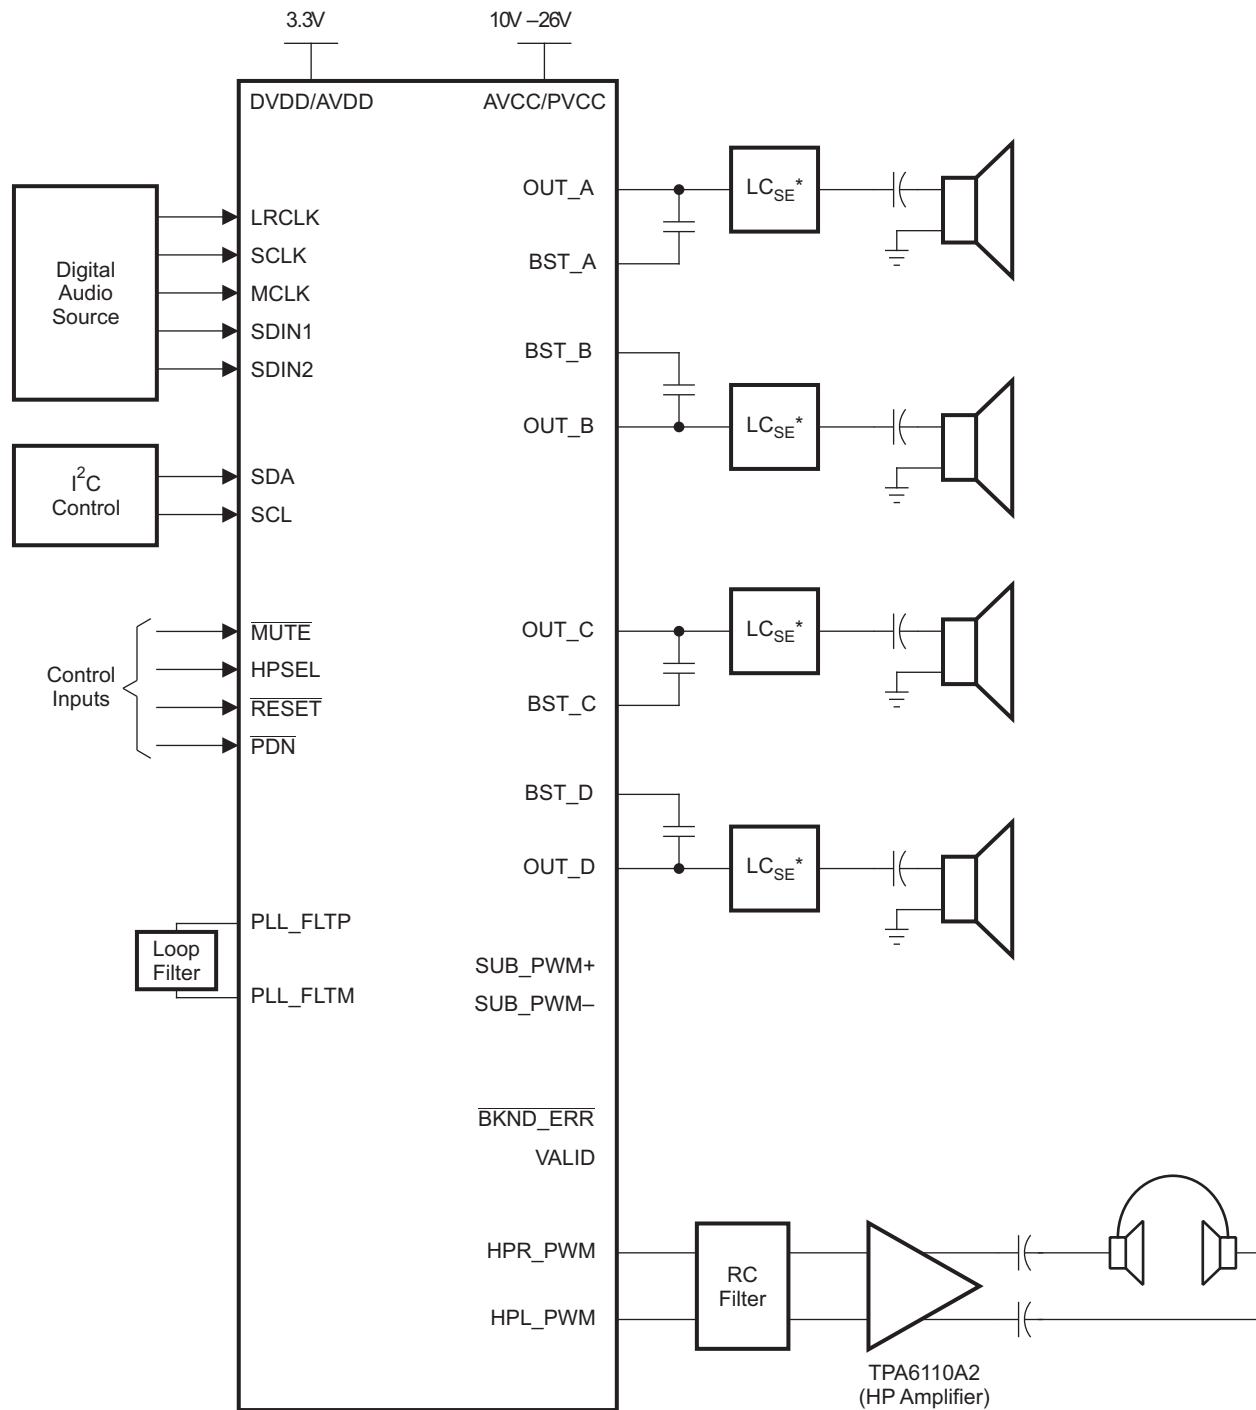 3.3V
10V –26V
DVDD/AVDD
AVCC/PVCC
Digital
Audio
Source
LRCLK
SCLK
MCLK
SDIN1
SDIN2
I²C
Control
SDA
SCL
Control
Inputs
MUTE
HPSEL
RESET
PDN
Loop
Filter
PLL_FLTP
PLL_FLTM
OUT_A
BST_A
LCSE*
BST_B
OUT_B
LCSE*
OUT_C
BST_C
LCSE*
BST_D
OUT_D
LCSE*
SUB_PWM+
SUB_PWM–
BKND_ERR
VALID
HPR_PWM
HPL_PWM
RC
Filter
TPA6110A2
(HP Amplifier)